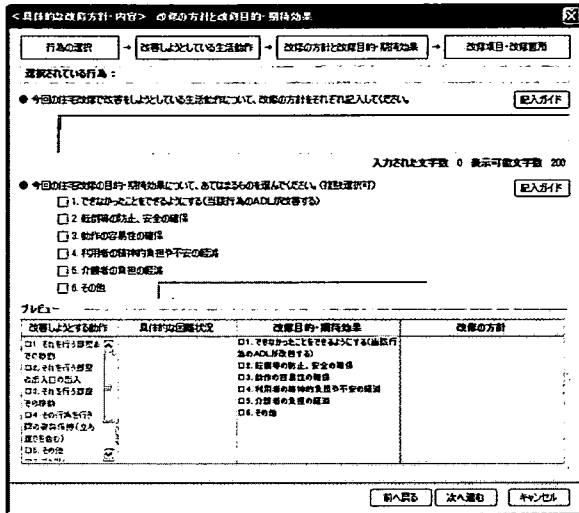 <具体的な改修方針・内容> 改修の方針と改修目的・期待効果
行為の選択 → 改善しようとしている生活動作 → 改修の方針と改修目的・期待効果 → 改修項目・改修箇所
選択されている行為：
● 今回の住宅改修で改善をしようとしている生活動作について、改修の方針をそれぞれ記入してください。 記入ガイド
入力された文字数 0 表示可能文字数 200
● 今回の住宅改修の目的・期待効果について、あてはまるものを選んでください。(複数選択可) 記入ガイド
□ 1. できなかったことをできるようにする(当該行為のADLが改善する)
□ 2. 転倒等の防止、安全の確保
□ 3. 動作の容易性の確保
□ 4. 利用者の精神的負担や不安の軽減
□ 5. 介護者の負担の軽減
□ 6. その他
プレビュー
改善しようとする動作 具体的な困難状況 改修目的・期待効果 改修の方針
□1. それを行う部屋ま
での移動
□2. それを行う部屋
の出入口の出入
□3. それを行う部屋
での移動
□4. その行為を行う
際の姿勢保持(立ち
座りを含む)
□5. その他
□1. できなかったことをできるようにする(当該行
為のADLが改善する)
□2. 転倒等の防止、安全の確保
□3. 動作の容易性の確保
□4. 利用者の精神的負担や不安の軽減
□5. 介護者の負担の軽減
□6. その他
前へ戻る 次へ進む キャンセル